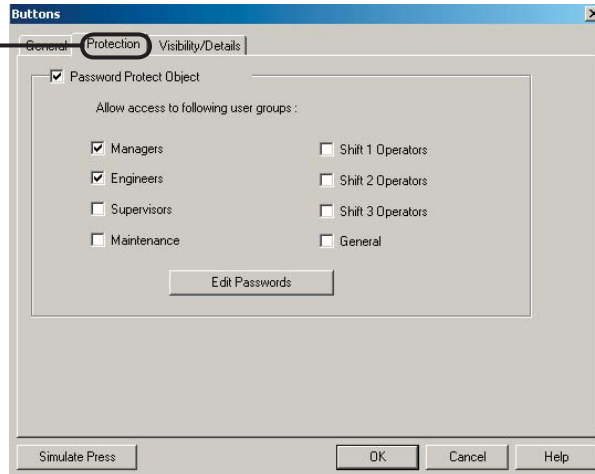 Buttons
General Protection Visibility/Details
Password Protect Object
Allow access to following user groups :
Managers Shift 1 Operators
Engineers Shift 2 Operators
Supervisors Shift 3 Operators
Maintenance General
Edit Passwords
Simulate Press OK Cancel Help